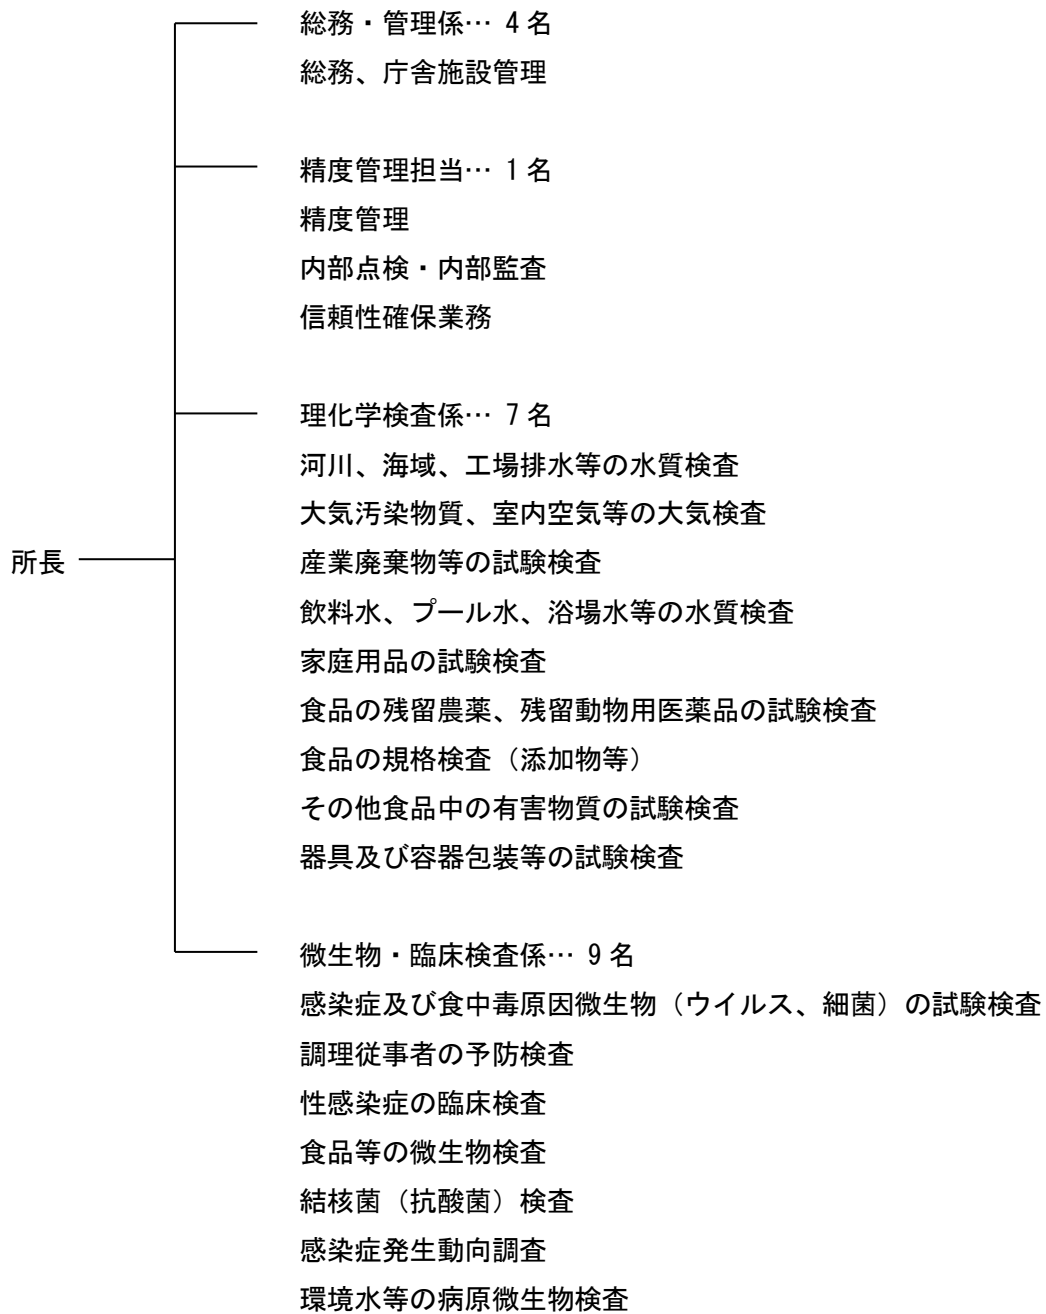 総務・管理係… 4 名
総務、庁舎施設管理
精度管理担当… 1 名
精度管理
内部点検・内部監査
信頼性確保業務
理化学検査係… 7 名
河川、海域、工場排水等の水質検査
大気汚染物質、室内空気等の大気検査
所長
産業廃棄物等の試験検査
飲料水、プール水、浴場水等の水質検査
家庭用品の試験検査
食品の残留農薬、残留動物用医薬品の試験検査
食品の規格検査（添加物等）
その他食品中の有害物質の試験検査
器具及び容器包装等の試験検査
微生物・臨床検査係… 9 名
感染症及び食中毒原因微生物（ウイルス、細菌）の試験検査
調理従事者の予防検査
性感染症の臨床検査
食品等の微生物検査
結核菌（抗酸菌）検査
感染症発生動向調査
環境水等の病原微生物検査